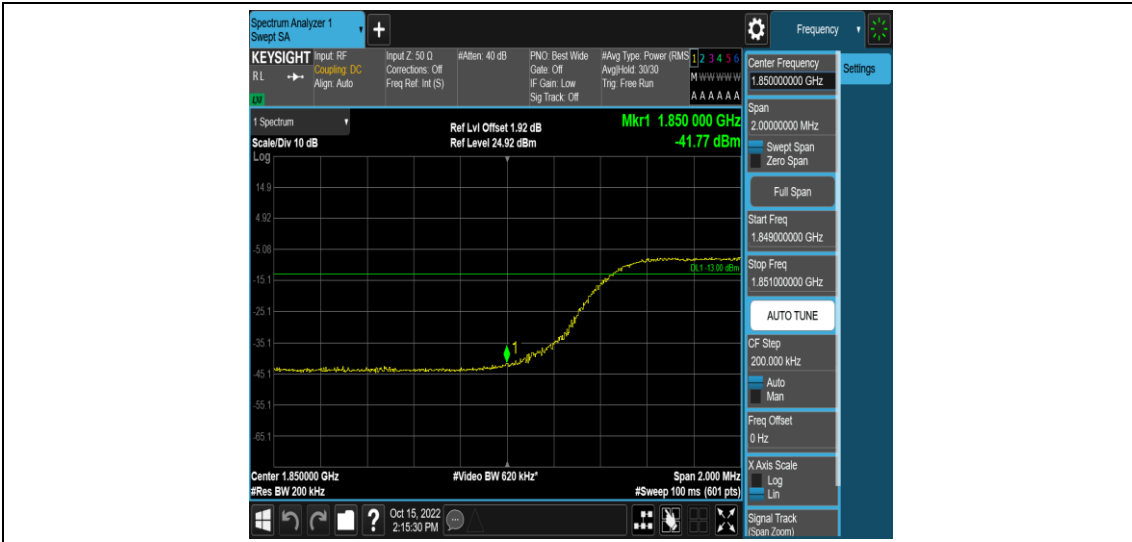 Spectrum Analyzer 1
Swept SA
+
Frequency
KEYSIGHT
RL
LXI
Input: RF
Coupling: DC
Align: Auto
Input Z: 50 Ω
Corrections: Off
Freq Ref: Int (S)
#Atten: 40 dB
PNO: Best Wide
Gate: Off
IF Gain: Low
Sig Track: Off
#Avg Type: Power (RMS
Avg|Hold: 30/30
Trig: Free Run
1 2 3 4 5 6
M W W W W W
A A A A A A
1 Spectrum
Scale/Div 10 dB
Log
Ref Lvl Offset 1.92 dB
Ref Level 24.92 dBm
Mkr1 1.850 000 GHz
-41.77 dBm
14.9
4.92
-5.08
-15.1
-25.1
-35.1
-45.1
-55.1
-65.1
DL1 -13.00 dBm
1
Center 1.850000 GHz
#Res BW 200 kHz
#Video BW 620 kHz*
Span 2.000 MHz
#Sweep 100 ms (601 pts)
?
Oct 15, 2022
2:15:30 PM
Center Frequency
1.850000000 GHz
Settings
Span
2.00000000 MHz
Swept Span
Zero Span
Full Span
Start Freq
1.849000000 GHz
Stop Freq
1.851000000 GHz
AUTO TUNE
CF Step
200.000 kHz
Auto
Man
Freq Offset
0 Hz
X Axis Scale
Log
Lin
Signal Track
(Span Zoom)